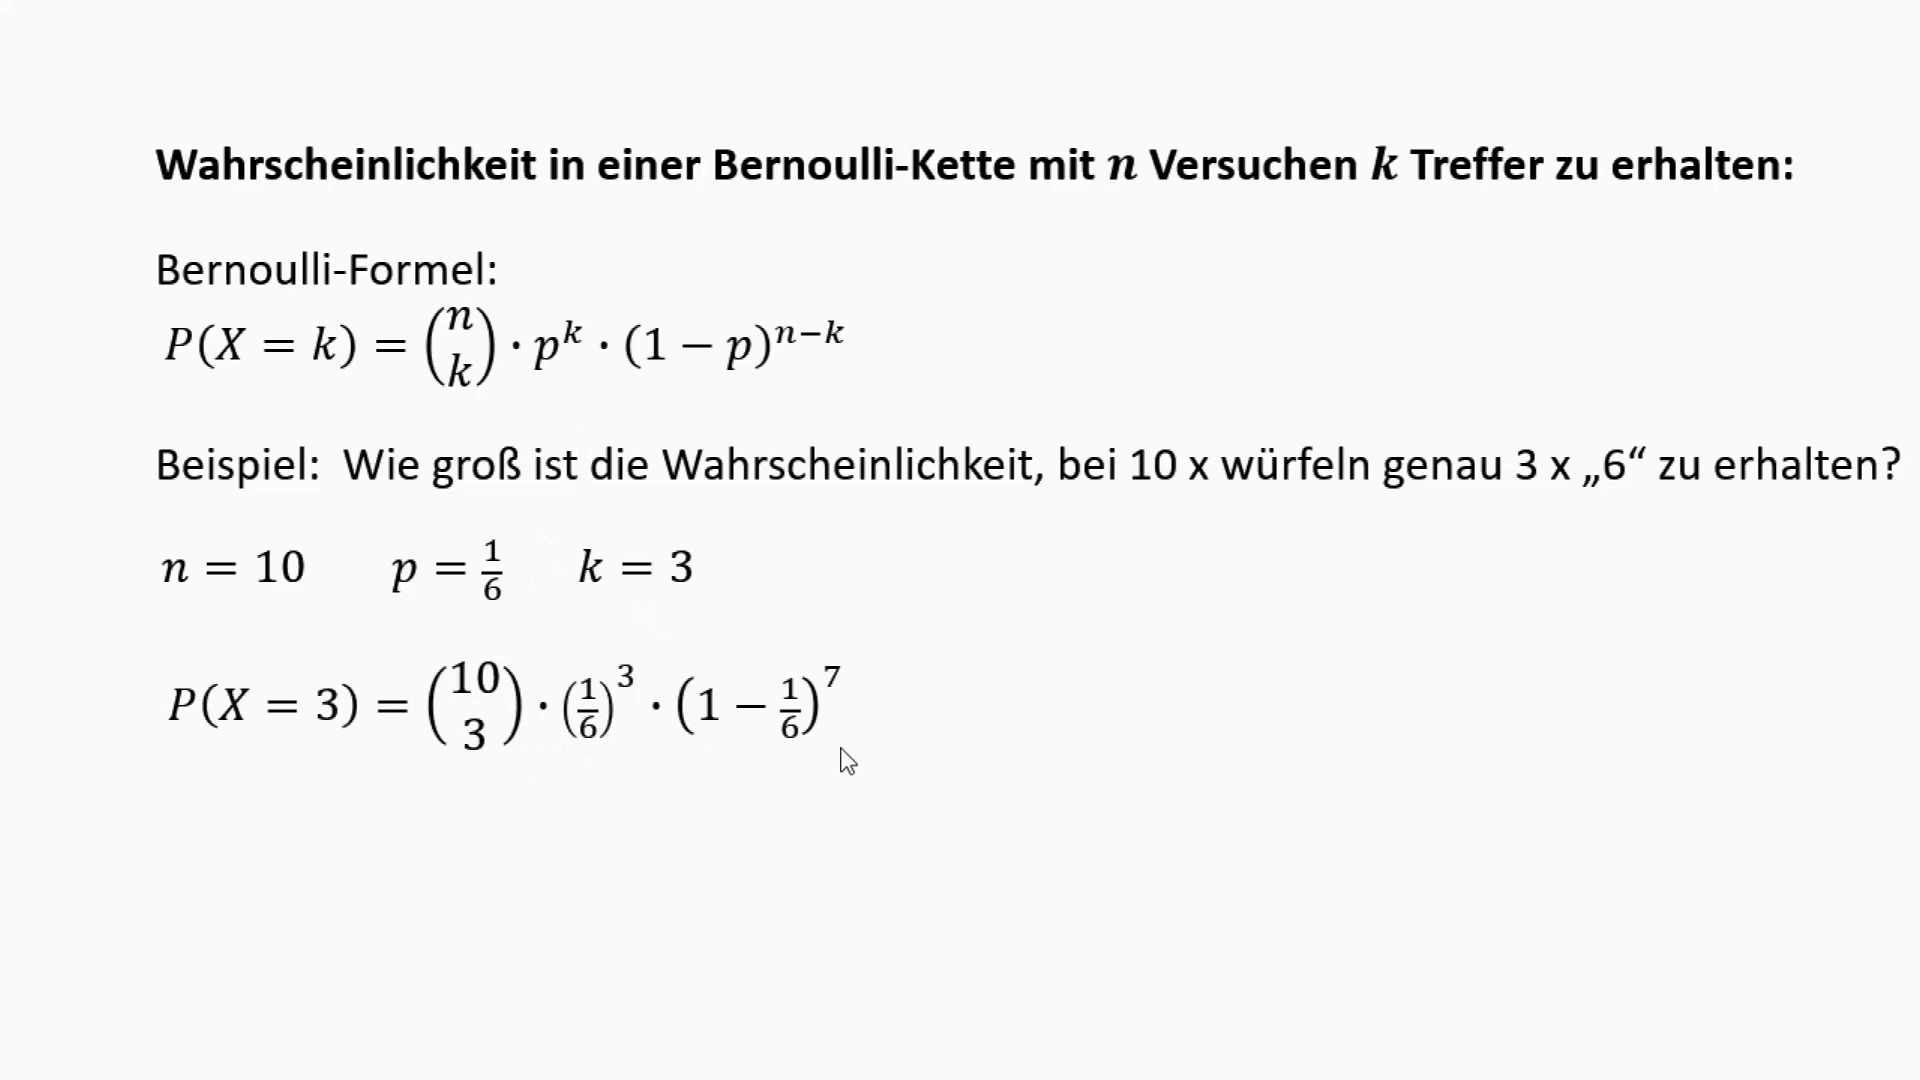 Wahrscheinlichkeit in einer Bernoulli-Kette mit n Versuchen k Treffer zu erhalten:
Bernoulli-Formel:
P(X = k) = (n k) · p^k · (1 − p)^{n−k}
Beispiel: Wie groß ist die Wahrscheinlichkeit, bei 10 x würfeln genau 3 x „6“ zu erhalten?
n = 10 p = 1/6 k = 3
P(X = 3) = (10 3) · (1/6)^3 · (1 − 1/6)^7